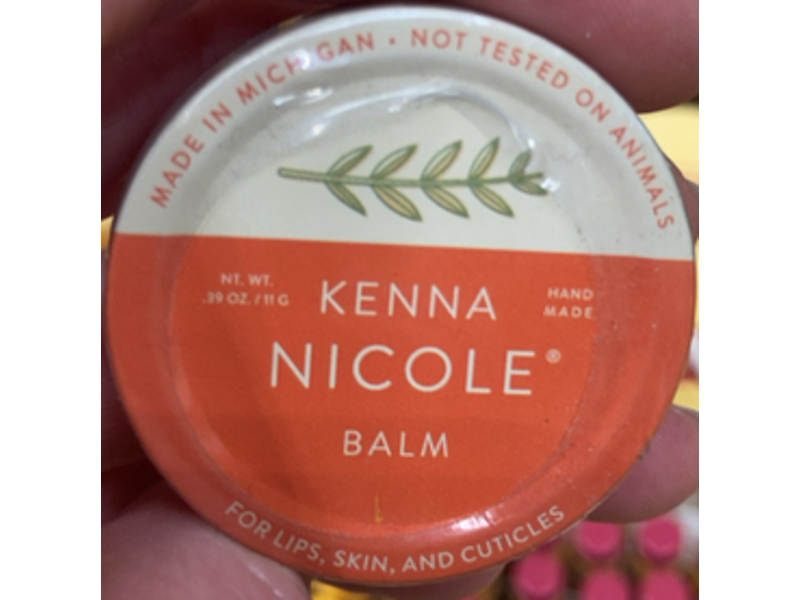 MADE IN MICHIGAN • NOT TESTED ON ANIMALS
NT. WT.
.39 OZ. / 11 G
KENNA
HAND
MADE
NICOLE®
BALM
FOR LIPS, SKIN, AND CUTICLES